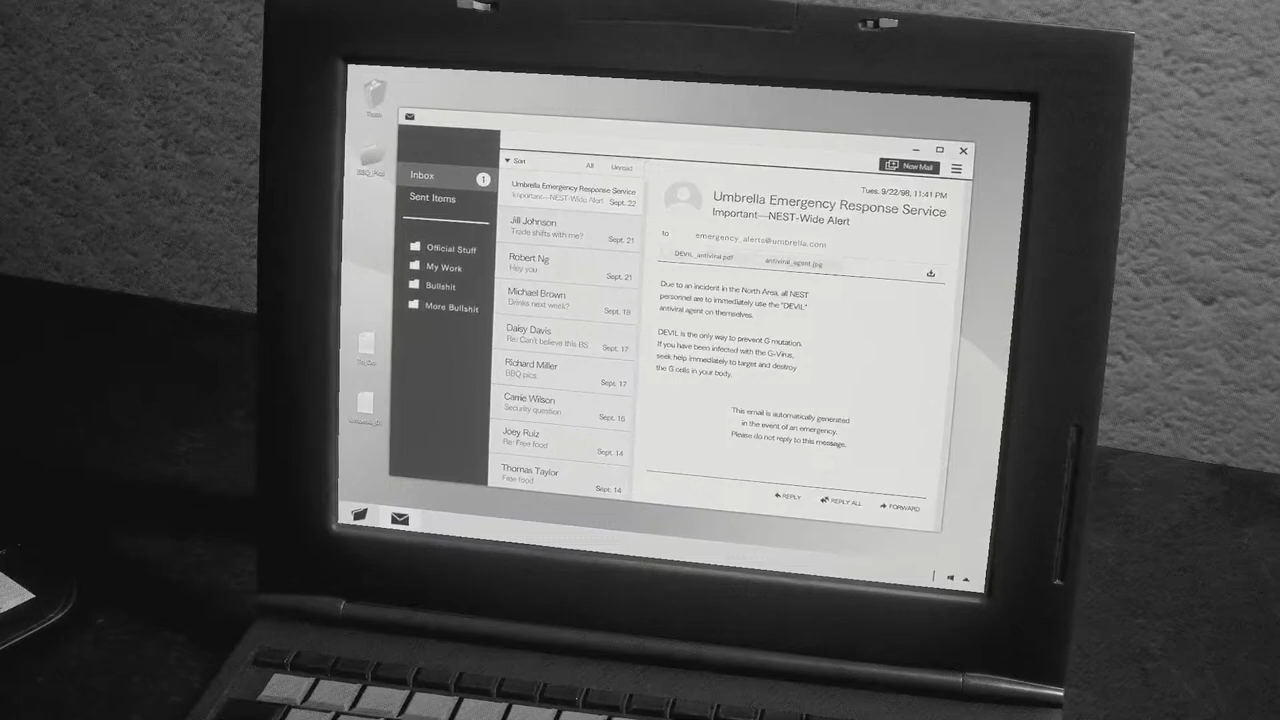 Trash
BBQ_Pics
To_Do
Inbox
1
Sent Items
Official Stuff
My Work
Bullshit
More Bullshit
Sort
All
Unread
Umbrella Emergency Response Service
Important—NEST-Wide Alert
Sept. 22
Jill Johnson
Trade shifts with me?
Sept. 21
Robert Ng
Hey you
Sept. 21
Michael Brown
Drinks next week?
Sept. 18
Daisy Davis
Re: Can't believe this BS
Sept. 17
Richard Miller
BBQ pics
Sept. 17
Carrie Wilson
Security question
Sept. 16
Joey Ruiz
Re: Free food
Sept. 14
Thomas Taylor
Free food
Sept. 14
New Mail
Tues, 9/22/98, 11:41 PM
Umbrella Emergency Response Service
Important—NEST-Wide Alert
to emergency_alerts@umbrella.com
DEVIL_antiviral.pdf antiviral_agent.jpg
Due to an incident in the North Area, all NEST
personnel are to immediately use the "DEVIL"
antiviral agent on themselves.
DEVIL is the only way to prevent G mutation.
If you have been infected with the G-Virus,
seek help immediately to target and destroy
the G cells in your body.
This email is automatically generated
in the event of an emergency.
Please do not reply to this message.
REPLY
REPLY ALL
FORWARD